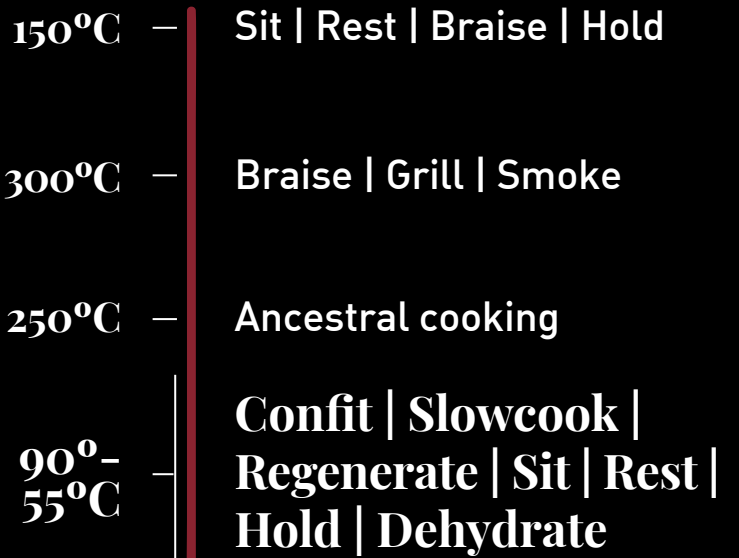 150ºC Sit | Rest | Braise | Hold
300ºC Braise | Grill | Smoke
250ºC Ancestral cooking
90º-
55ºC
Confit | Slowcook |
Regenerate | Sit | Rest |
Hold | Dehydrate